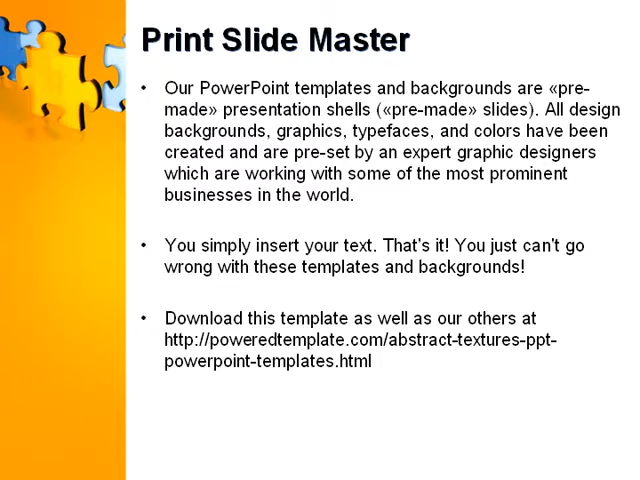 Print Slide Master
• Our PowerPoint templates and backgrounds are «pre-
made» presentation shells («pre-made» slides). All design
backgrounds, graphics, typefaces, and colors have been
created and are pre-set by an expert graphic designers
which are working with some of the most prominent
businesses in the world.
• You simply insert your text. That's it! You just can't go
wrong with these templates and backgrounds!
• Download this template as well as our others at
http://poweredtemplate.com/abstract-textures-ppt-
powerpoint-templates.html